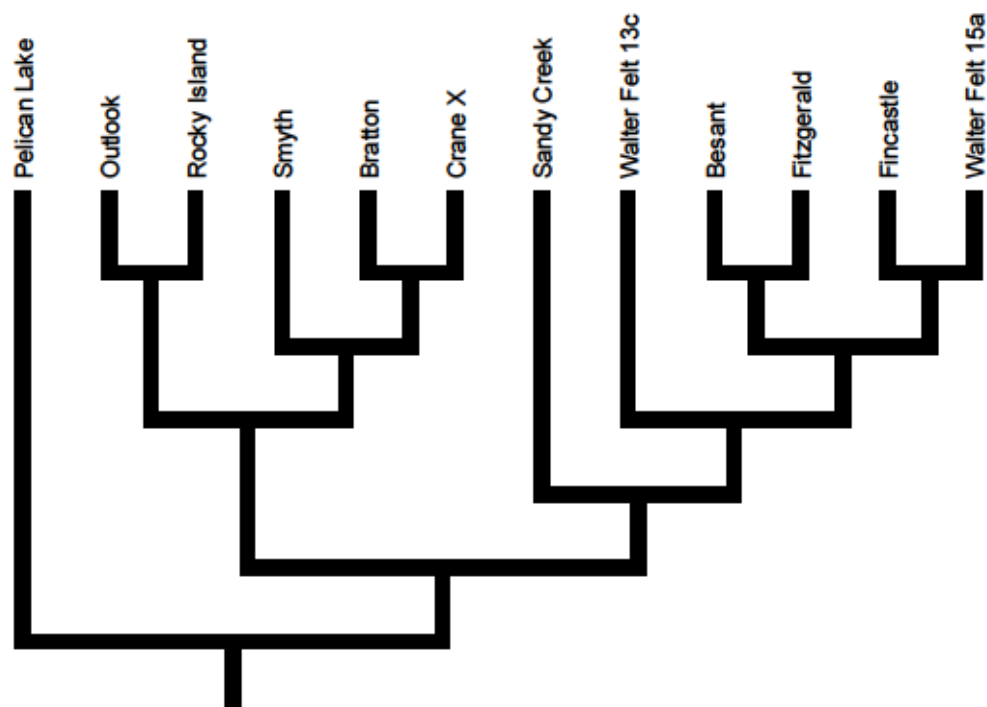 Pelican Lake
Outlook
Rocky Island
Smyth
Bratton
Crane X
Sandy Creek
Walter Felt 13c
Besant
Fitzgerald
Fincastle
Walter Felt 15a